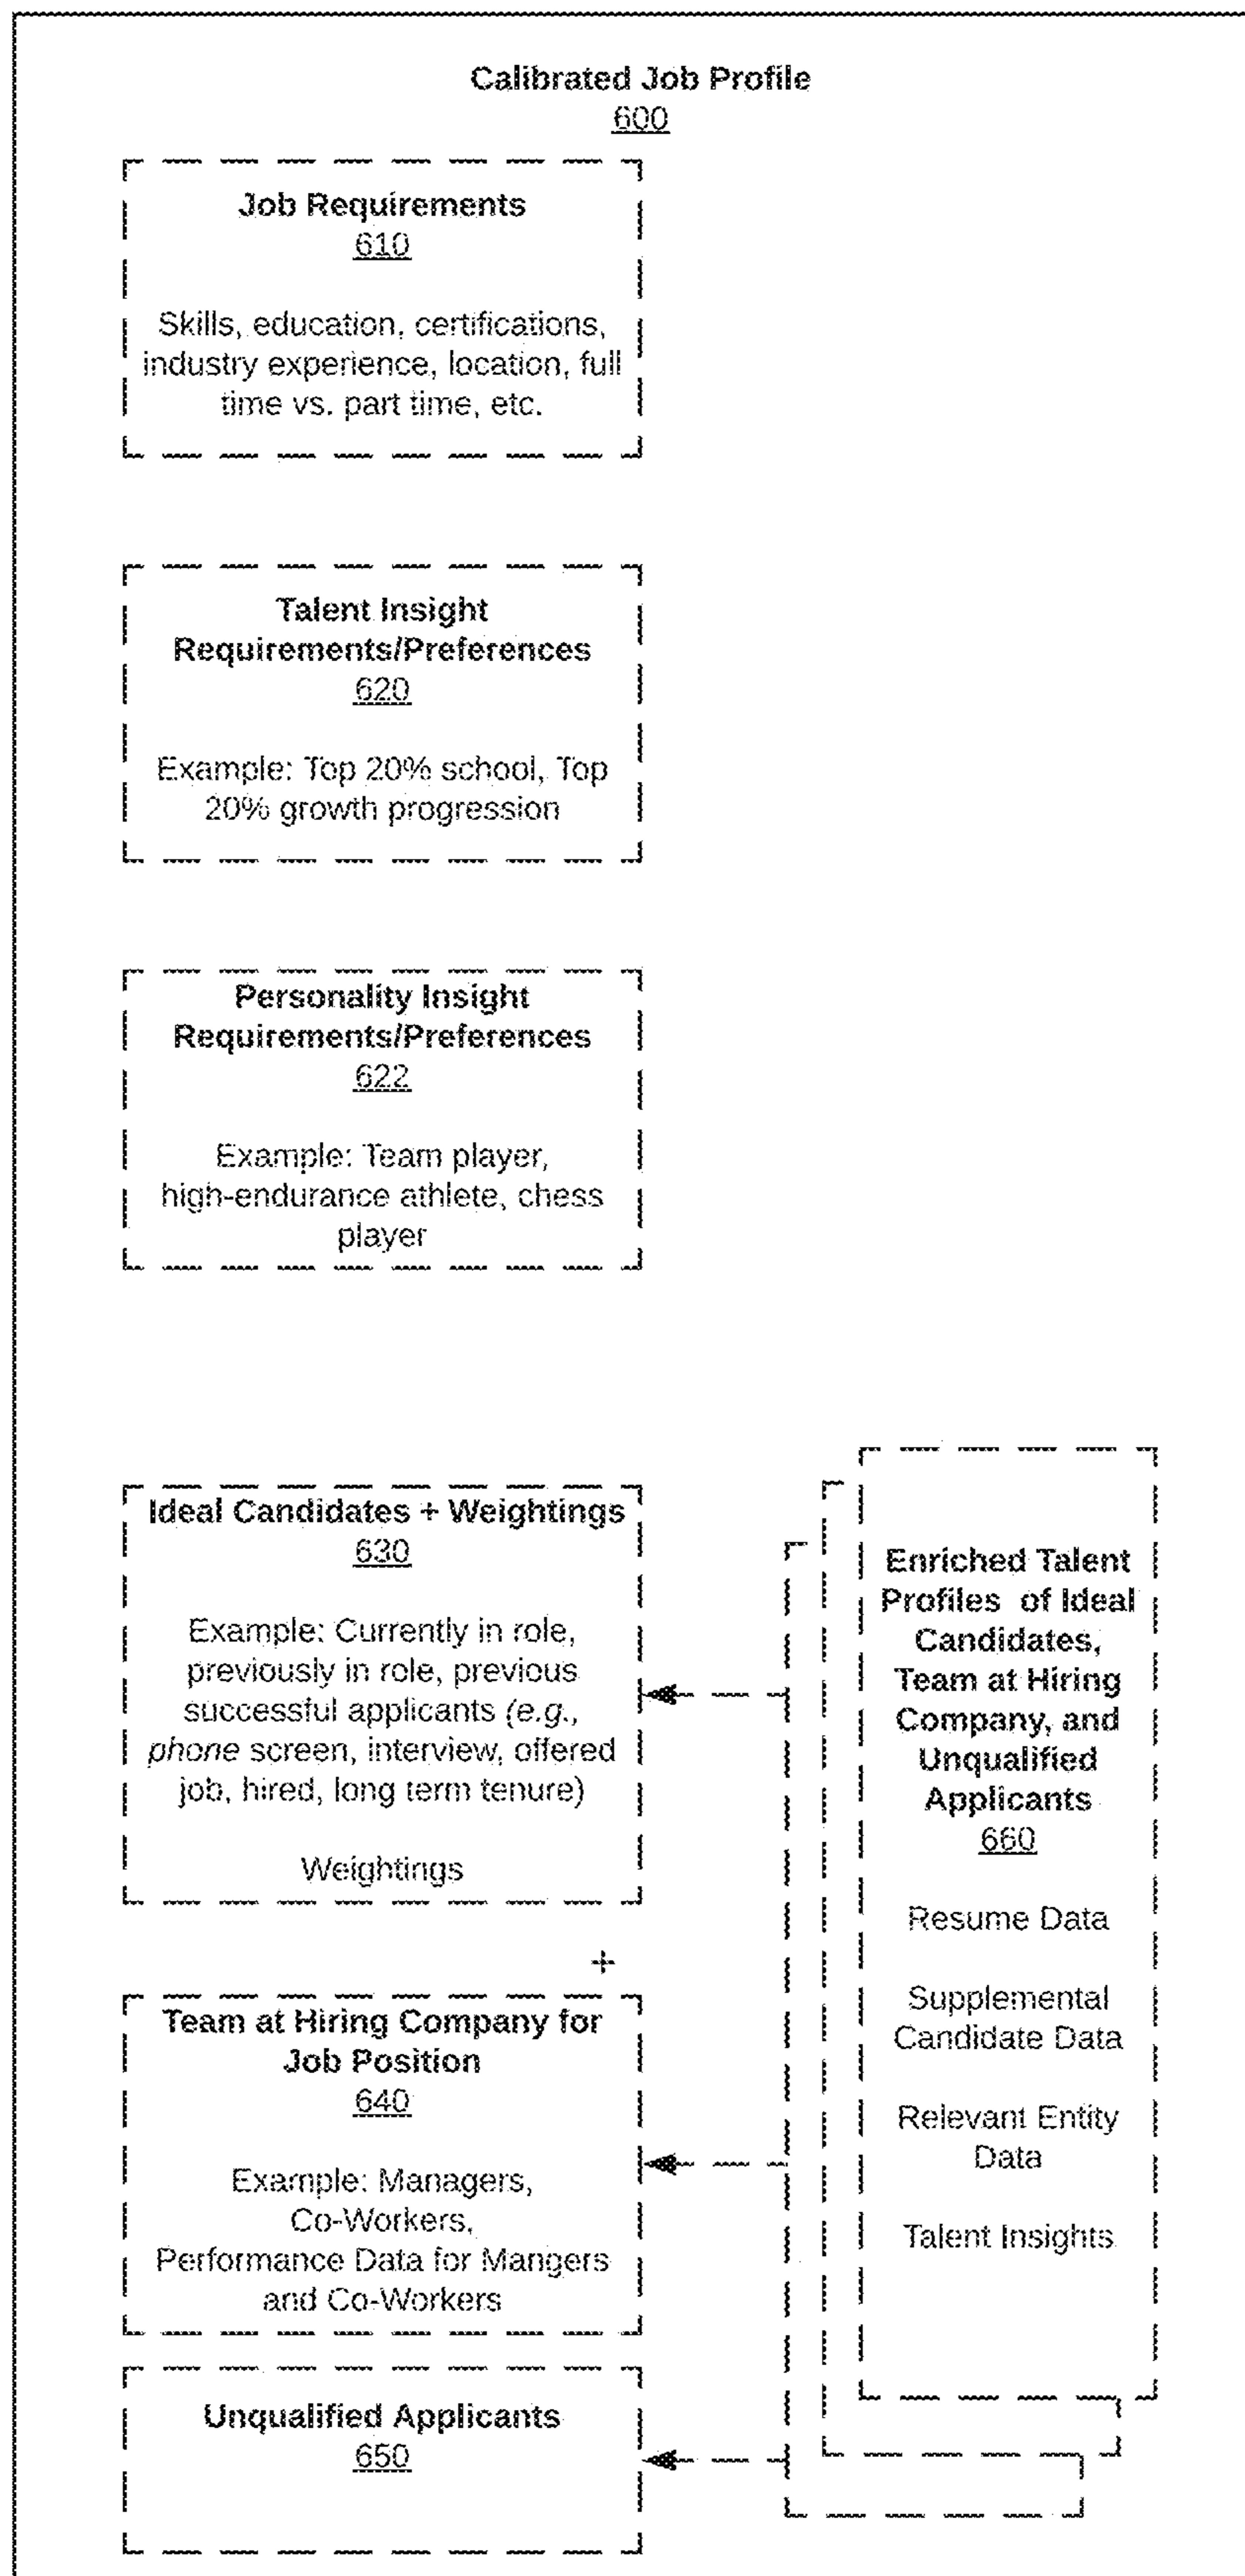 Calibrated Job Profile
600
Job Requirements
610
Skills, education, certifications,
industry experience, location, full
time vs. part time, etc.
Talent Insight
Requirements/Preferences
620
Example: Top 20% school, Top
20% growth progression
Personality Insight
Requirements/Preferences
622
Example: Team player,
high-endurance athlete, chess
player
Ideal Candidates + Weightings
630
Example: Currently in role,
previously in role, previous
successful applicants (e.g.,
phone screen, interview, offered
job, hired, long term tenure)
Weightings
+
Team at Hiring Company for
Job Position
640
Example: Managers,
Co-Workers,
Performance Data for Mangers
and Co-Workers
Unqualified Applicants
650
Enriched Talent
Profiles of Ideal
Candidates,
Team at Hiring
Company, and
Unqualified
Applicants
660
Resume Data
Supplemental
Candidate Data
Relevant Entity
Data
Talent Insights